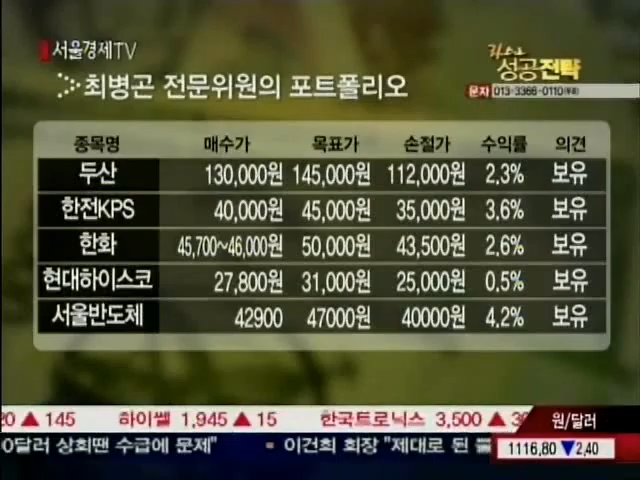 서울경제TV
성공전략
최병곤 전문위원의 포트폴리오
문자 013-3366-0110(유료)
종목명 매수가 목표가 손절가 수익률 의견
두산 130,000원 145,000원 112,000원 2.3% 보유
한전KPS 40,000원 45,000원 35,000원 3.6% 보유
한화 45,700~46,000원 50,000원 43,500원 2.6% 보유
현대하이스코 27,800원 31,000원 25,000원 0.5% 보유
서울반도체 42900 47000원 40000원 4.2% 보유
20 ▲ 145 하이쎌 1,945 ▲ 15 한국트로닉스 3,500 ▲ 원/달러
0달러 상회땐 수급에 문제" ▪ 이건희 회장 "제대로 된 1116,80 ▼2,40